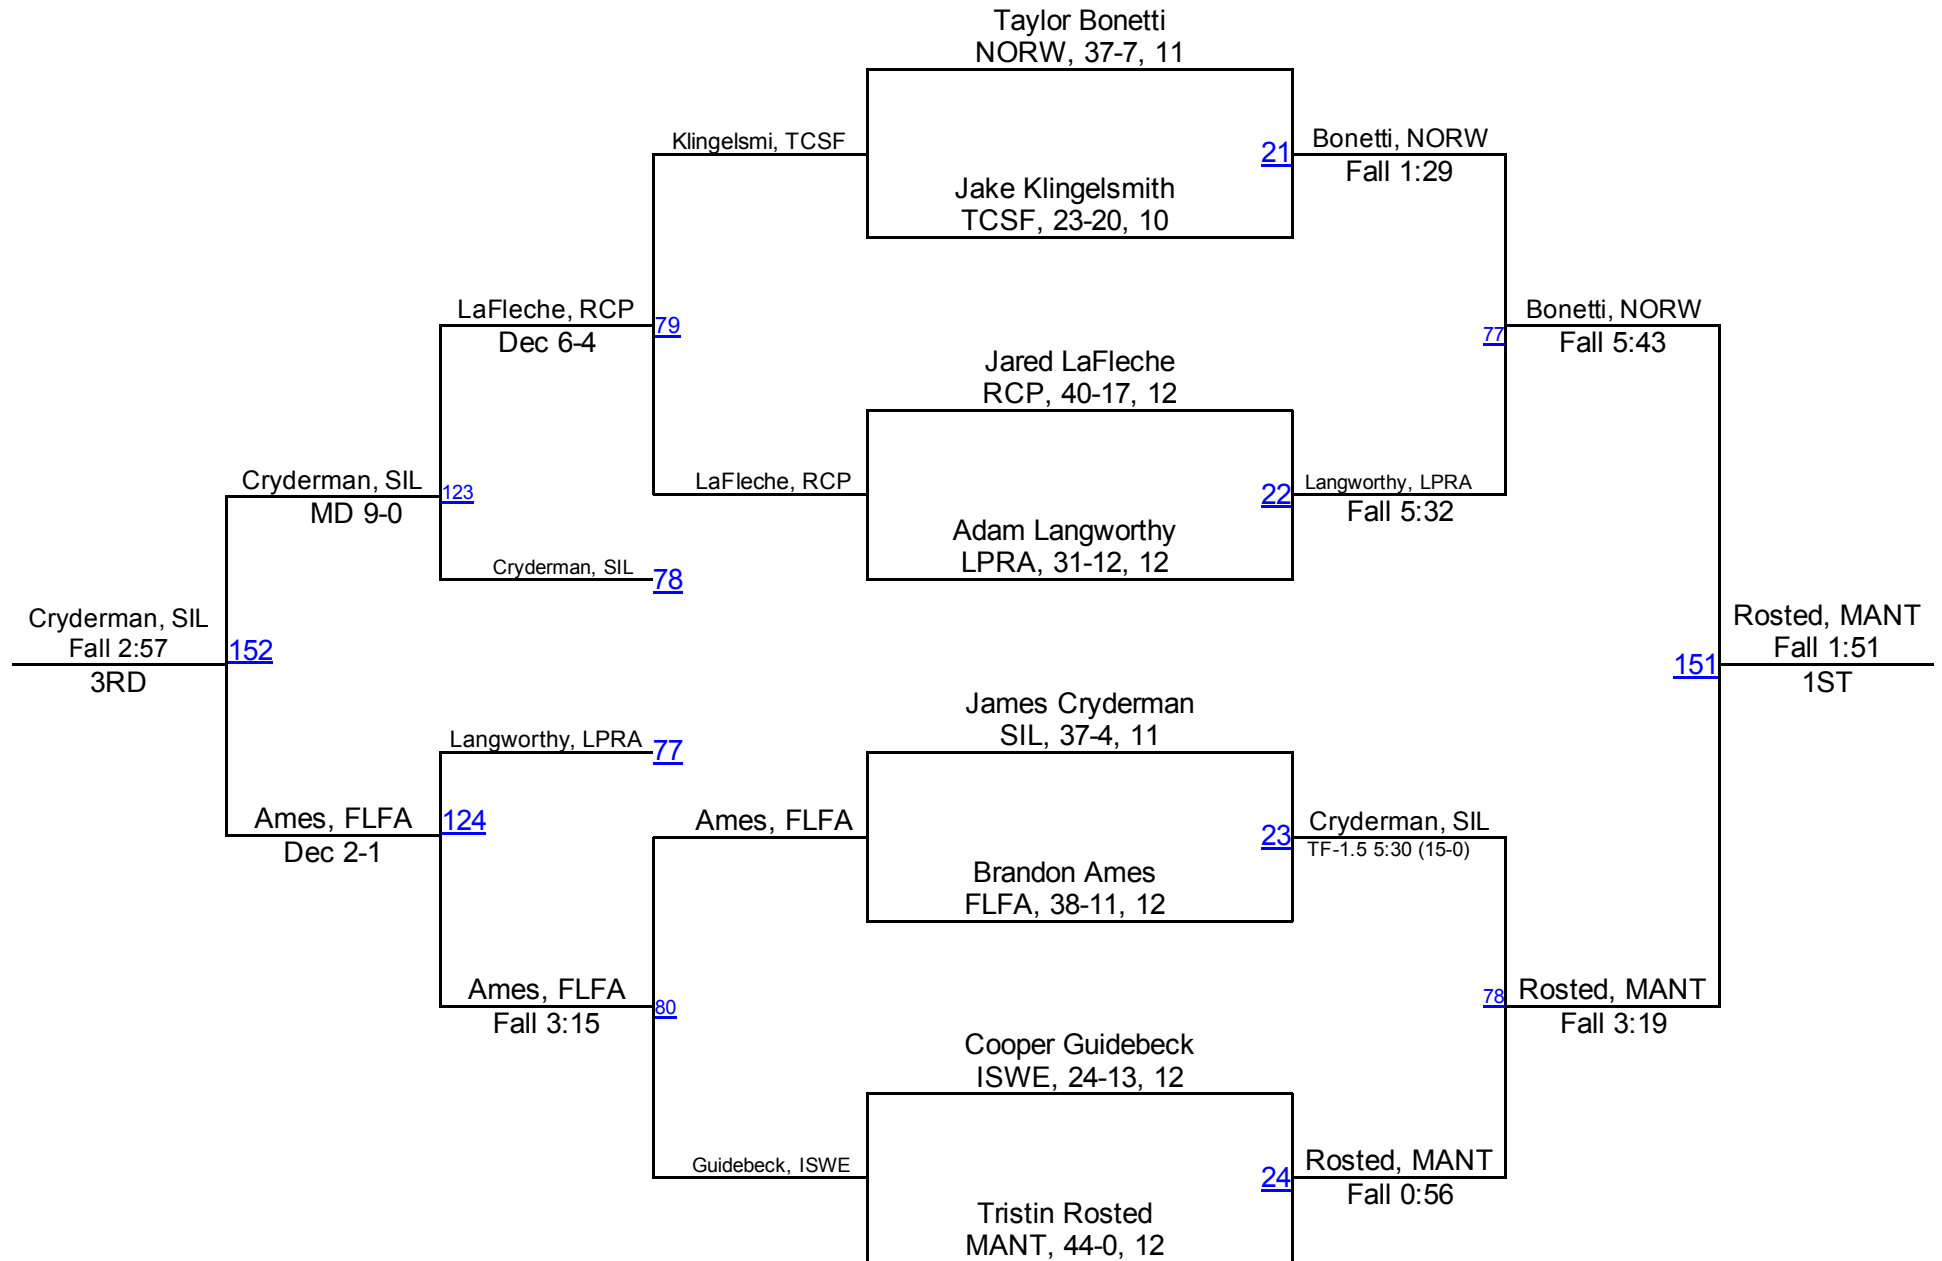 Taylor Bonetti
NORW, 37-7, 11
Klingelsmi, TCSF
21
Bonetti, NORW
Fall 1:29
Jake Klingelsmith
TCSF, 23-20, 10
LaFleche, RCP
Dec 6-4
79
77
Bonetti, NORW
Fall 5:43
Jared LaFleche
RCP, 40-17, 12
Cryderman, SIL
MD 9-0
123
LaFleche, RCP
22
Langworthy, LPRA
Fall 5:32
Adam Langworthy
LPRA, 31-12, 12
Cryderman, SIL
78
Cryderman, SIL
Fall 2:57
3RD
152
151
Rosted, MANT
Fall 1:51
1ST
James Cryderman
SIL, 37-4, 11
Langworthy, LPRA
77
Ames, FLFA
Dec 2-1
124
Ames, FLFA
23
Cryderman, SIL
TF-1.5 5:30 (15-0)
Brandon Ames
FLFA, 38-11, 12
Ames, FLFA
Fall 3:15
80
78
Rosted, MANT
Fall 3:19
Cooper Guidebeck
ISWE, 24-13, 12
Guidebeck, ISWE
24
Rosted, MANT
Fall 0:56
Tristin Rosted
MANT, 44-0, 12